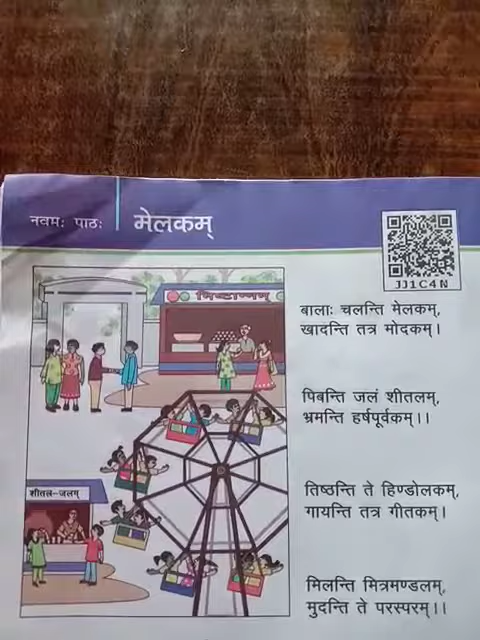 नवमः पाठः
मेलकम्
JJ1C4N
मिष्टान्नम्
बालाः चलन्ति मेलकम्,
खादन्ति तत्र मोदकम्।
पिबन्ति जलं शीतलम्,
भ्रमन्ति हर्षपूर्वकम्।।
शीतल-जलम्
तिष्ठन्ति ते हिण्डोलकम्,
गायन्ति तत्र गीतकम्।
मिलन्ति मित्रमण्डलम्,
मुदन्ति ते परस्परम्।।